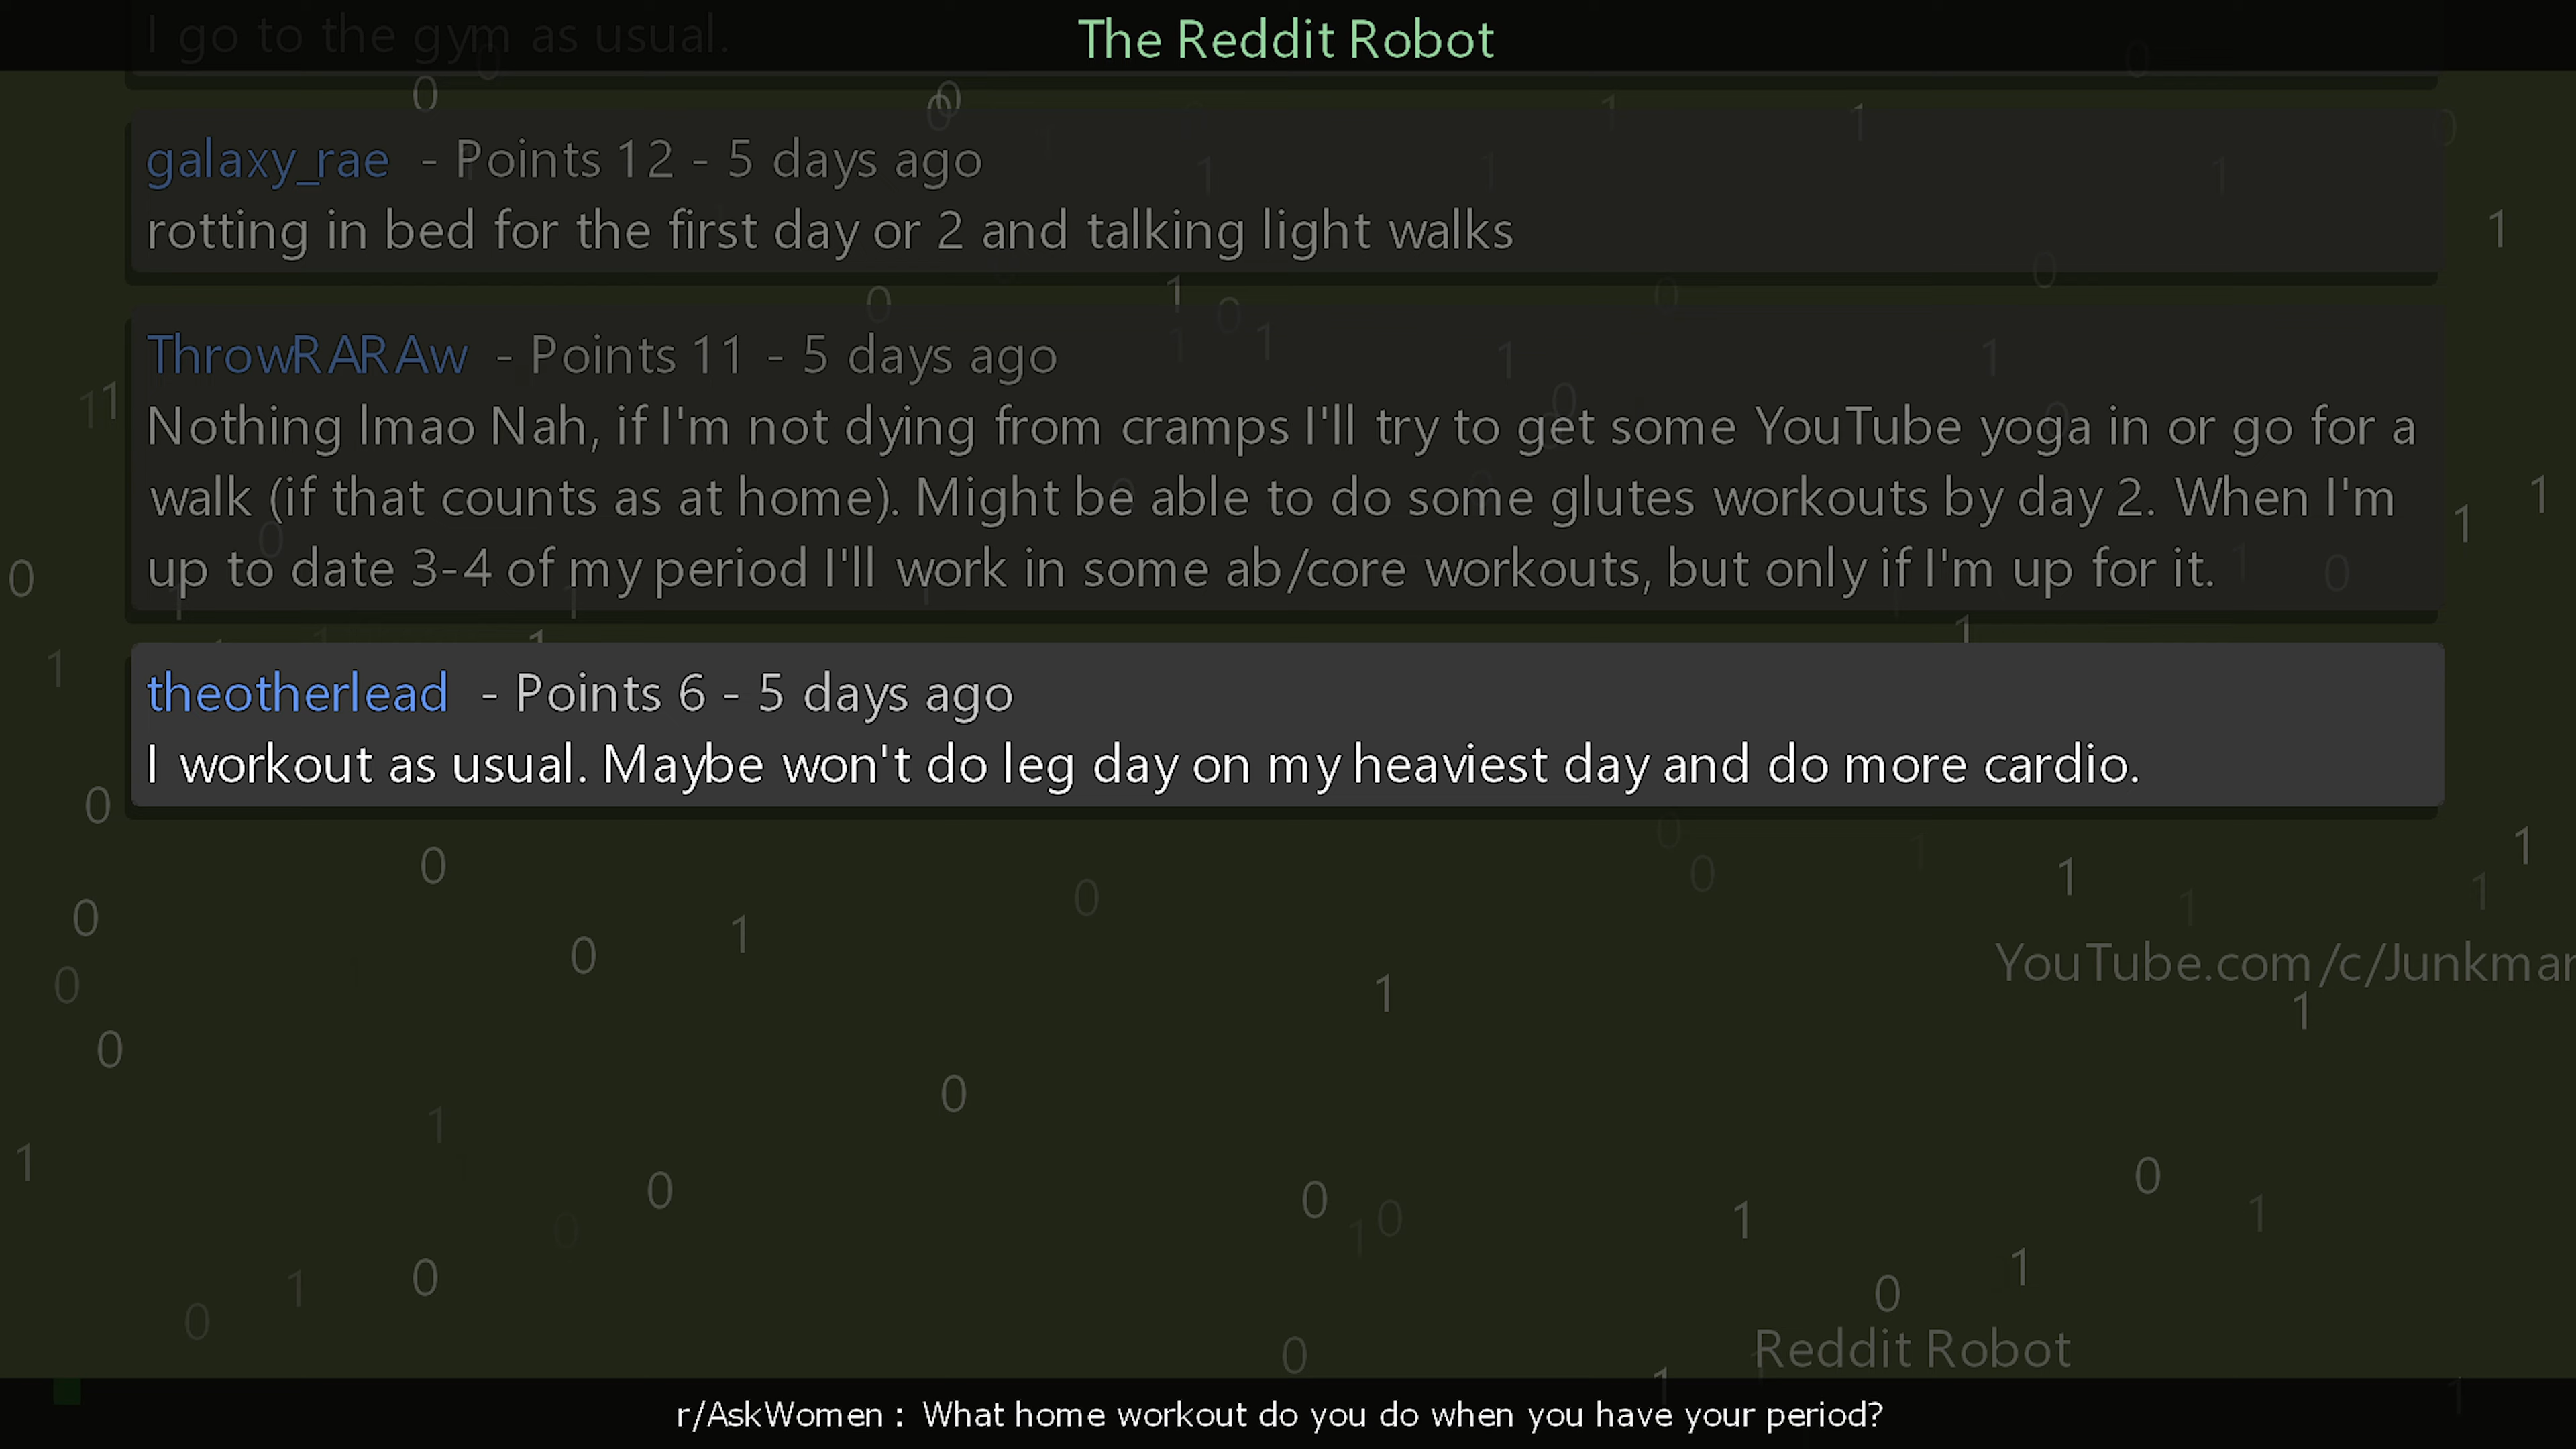 I go to the gym as usual.
The Reddit Robot
galaxy_rae - Points 12 - 5 days ago
rotting in bed for the first day or 2 and talking light walks
ThrowRARAw - Points 11 - 5 days ago
Nothing lmao Nah, if I'm not dying from cramps I'll try to get some YouTube yoga in or go for a
walk (if that counts as at home). Might be able to do some glutes workouts by day 2. When I'm
up to date 3-4 of my period I'll work in some ab/core workouts, but only if I'm up for it.
theotherlead - Points 6 - 5 days ago
I workout as usual. Maybe won't do leg day on my heaviest day and do more cardio.
YouTube.com/c/Junkman
Reddit Robot
r/AskWomen : What home workout do you do when you have your period?